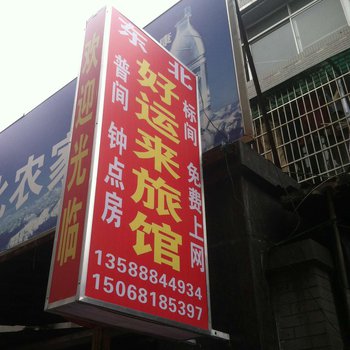 东北
好运来旅馆
标间 免费上网
普间 钟点房
13588844934
15068185397
欢迎光临
农家